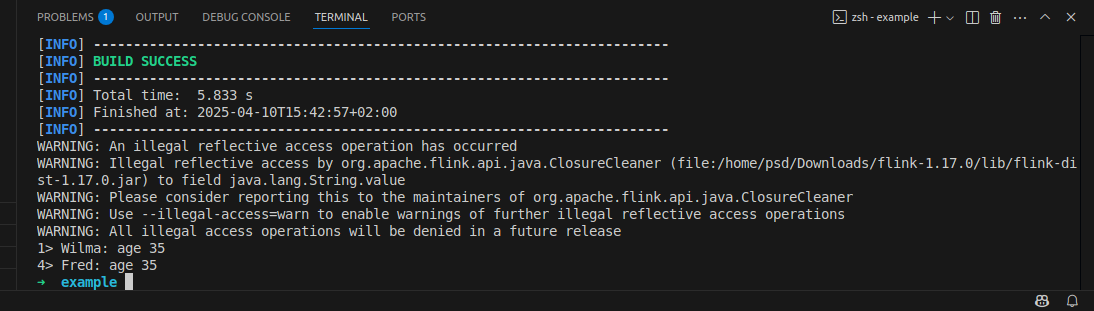 PROBLEMS 1 OUTPUT DEBUG CONSOLE TERMINAL PORTS zsh - example
[INFO] ------------------------------------------------------------------------
[INFO] BUILD SUCCESS
[INFO] ------------------------------------------------------------------------
[INFO] Total time:  5.833 s
[INFO] Finished at: 2025-04-10T15:42:57+02:00
[INFO] ------------------------------------------------------------------------
WARNING: An illegal reflective access operation has occurred
WARNING: Illegal reflective access by org.apache.flink.api.java.ClosureCleaner (file:/home/psd/Downloads/flink-1.17.0/lib/flink-di
st-1.17.0.jar) to field java.lang.String.value
WARNING: Please consider reporting this to the maintainers of org.apache.flink.api.java.ClosureCleaner
WARNING: Use --illegal-access=warn to enable warnings of further illegal reflective access operations
WARNING: All illegal access operations will be denied in a future release
1> Wilma: age 35
4> Fred: age 35
➜  example